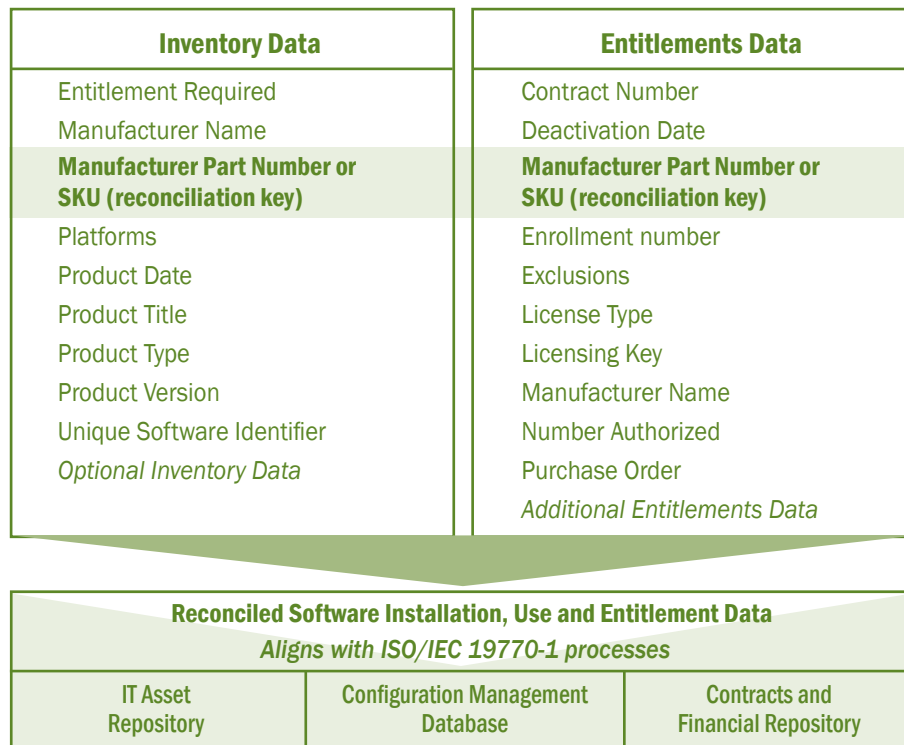 Inventory Data
Entitlement Required
Manufacturer Name
Manufacturer Part Number or
SKU (reconciliation key)
Platforms
Product Date
Product Title
Product Type
Product Version
Unique Software Identifier
Optional Inventory Data
Entitlements Data
Contract Number
Deactivation Date
Manufacturer Part Number or
SKU (reconciliation key)
Enrollment number
Exclusions
License Type
Licensing Key
Manufacturer Name
Number Authorized
Purchase Order
Additional Entitlements Data
Reconciled Software Installation, Use and Entitlement Data
Aligns with ISO/IEC 19770-1 processes
IT Asset
Repository
Configuration Management
Database
Contracts and
Financial Repository